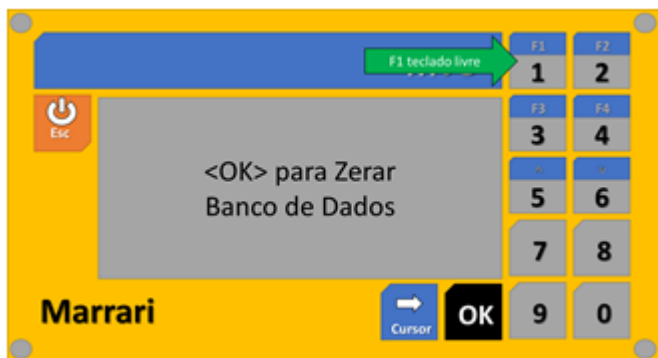 F1 teclado livre
F1
F2
1
2
Esc
F3
F4
3
4
<OK> para Zerar
Banco de Dados
5
6
7
8
Marrari
Cursor
OK
9
0